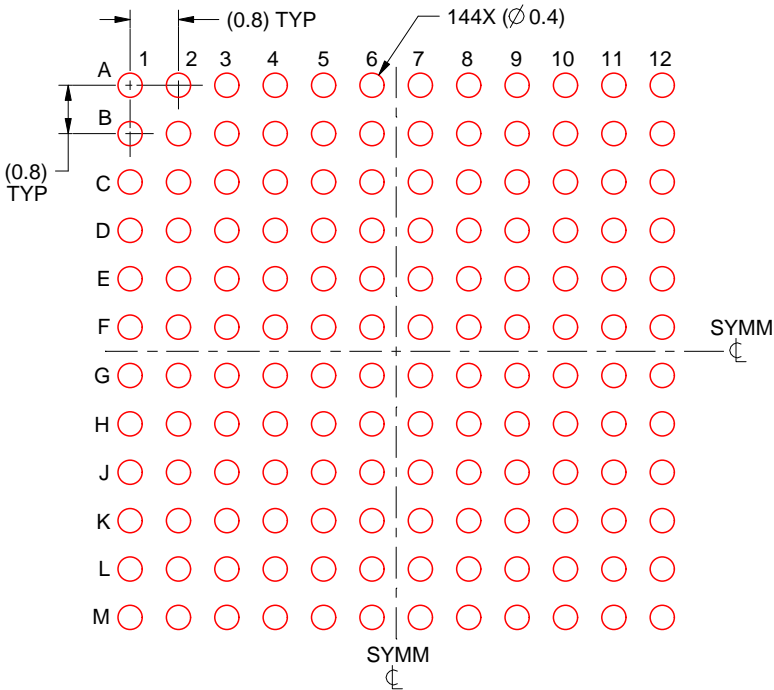 (0.8) TYP
144X (∅ 0.4)
1 2 3 4 5 6 7 8 9 10 11 12
A
B
(0.8)
TYP
C
D
E
F
SYMM
℄
G
H
J
K
L
M
SYMM
℄